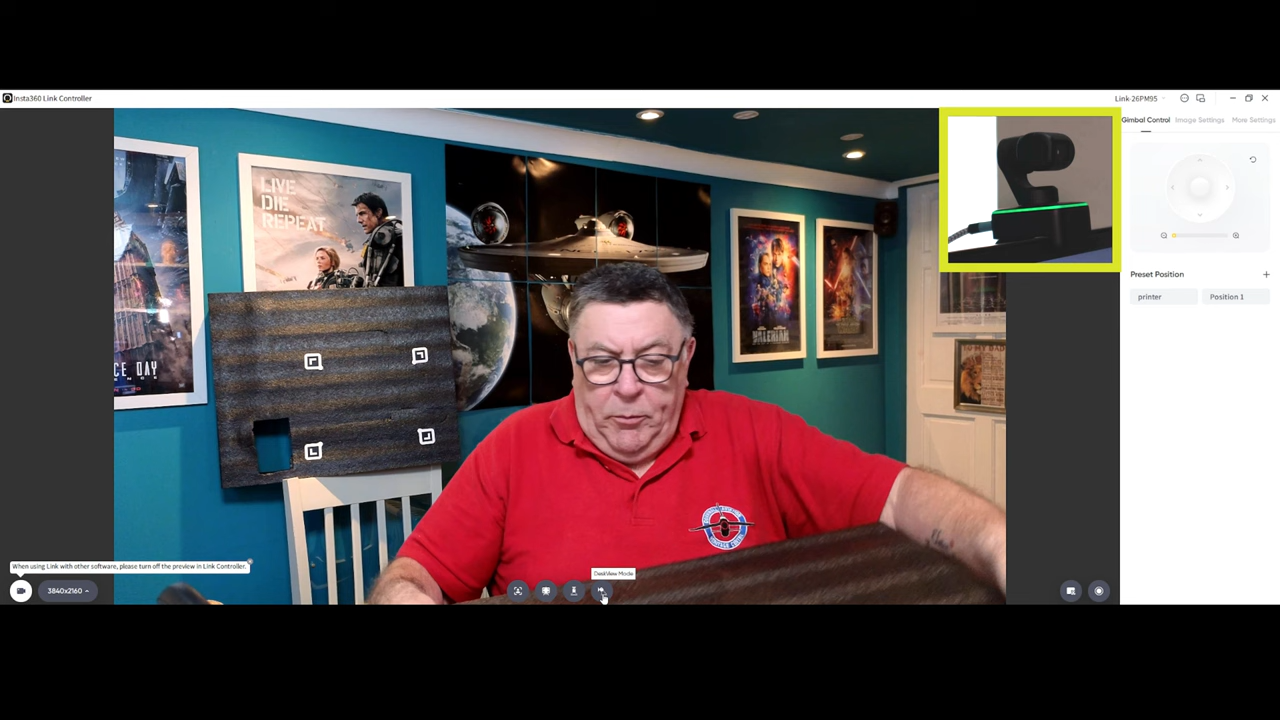 Insta360 Link Controller
Link-26PM95
Gimbal Control
Image Settings
More Settings
LIVE
DIE
REPEAT
CE DAY
VALERIAN
Preset Position
printer
Position 1
When using Link with other software, please turn off the preview in Link Controller.
DeskView Mode
3840x2160